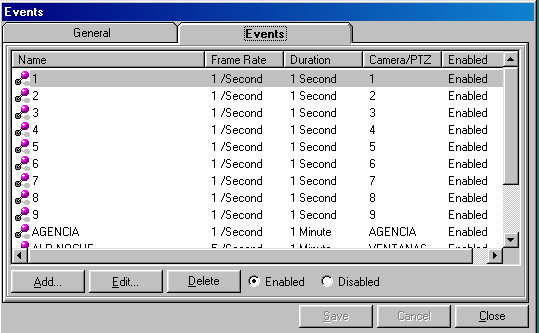 Events
General Events
Name Frame Rate Duration Camera/PTZ Enabled
1 1 /Second 1 Second 1 Enabled
2 1 /Second 1 Second 2 Enabled
3 1 /Second 1 Second 3 Enabled
4 1 /Second 1 Second 4 Enabled
5 1 /Second 1 Second 5 Enabled
6 1 /Second 1 Second 6 Enabled
7 1 /Second 1 Second 7 Enabled
8 1 /Second 1 Second 8 Enabled
9 1 /Second 1 Second 9 Enabled
AGENCIA 1 /Second 1 Minute AGENCIA Enabled
5 /Second 1 Minute VENTANAS Enabled
Add... Edit... Delete Enabled Disabled
Save Cancel Close